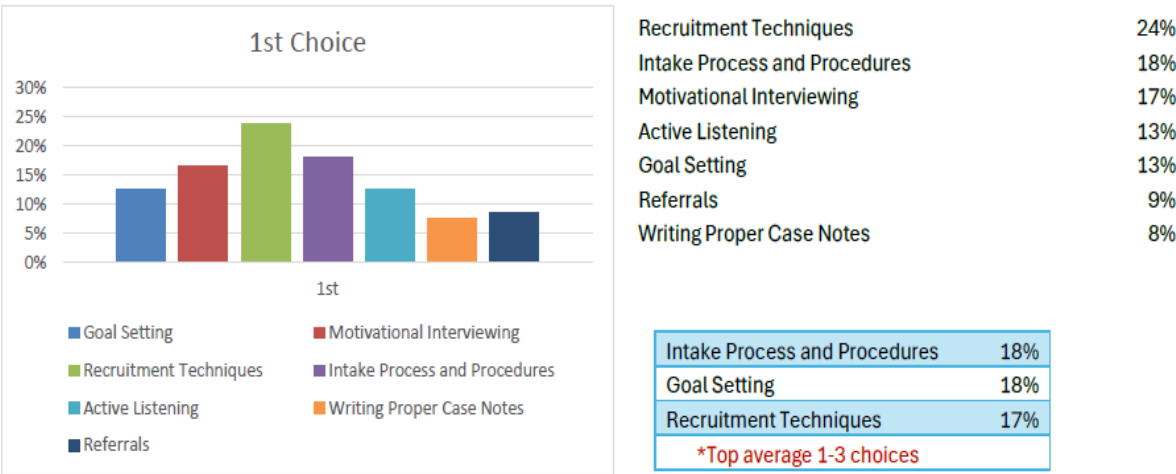 1st Choice
30%
25%
20%
15%
10%
5%
0%
1st
Goal Setting
Motivational Interviewing
Recruitment Techniques
Intake Process and Procedures
Active Listening
Writing Proper Case Notes
Referrals
Recruitment Techniques 24%
Intake Process and Procedures 18%
Motivational Interviewing 17%
Active Listening 13%
Goal Setting 13%
Referrals 9%
Writing Proper Case Notes 8%
Intake Process and Procedures 18%
Goal Setting 18%
Recruitment Techniques 17%
*Top average 1-3 choices